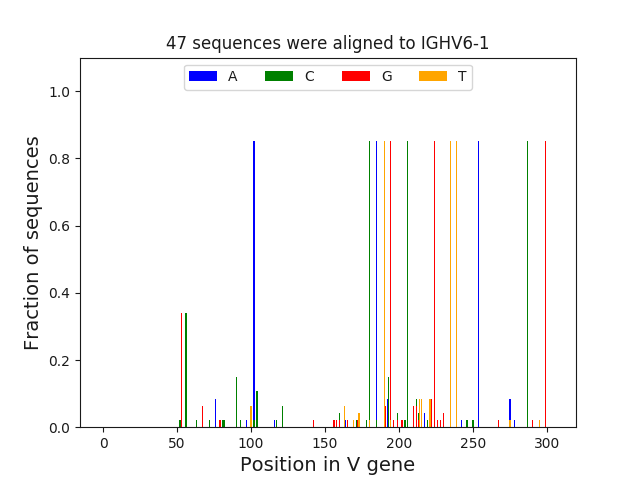 47 sequences were aligned to IGHV6-1
A C G T
1.0
0.8
0.6
0.4
0.2
0.0
Fraction of sequences
0 50 100 150 200 250 300
Position in V gene